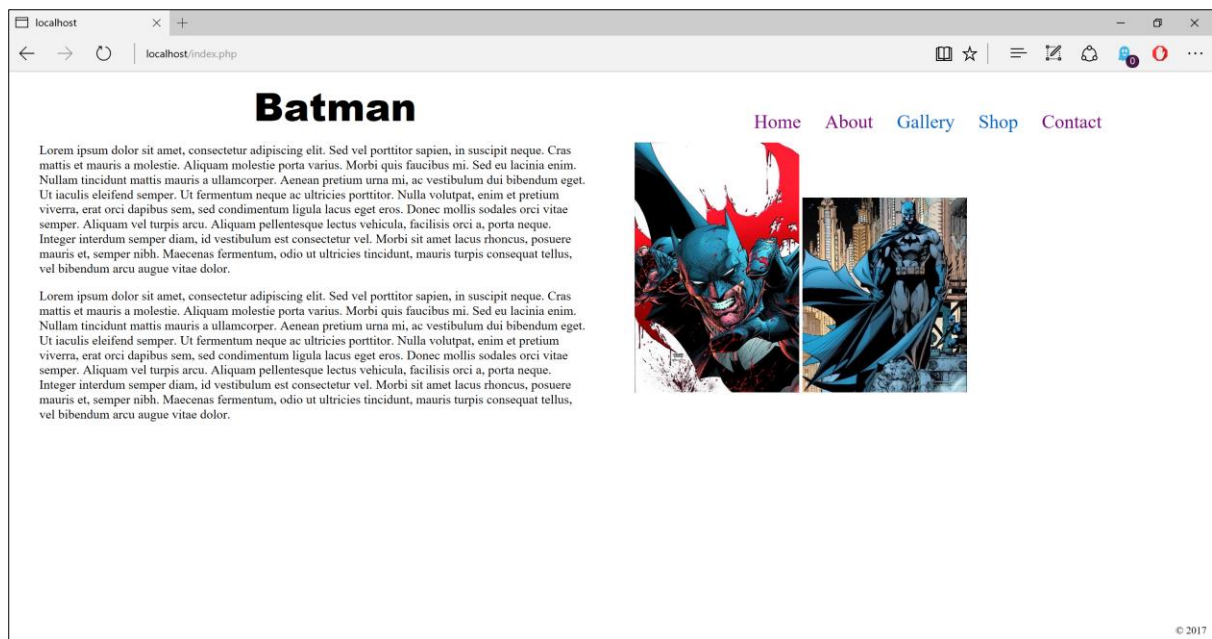 localhost
localhost/index.php
0
Batman
Home About Gallery Shop Contact
Lorem ipsum dolor sit amet, consectetur adipiscing elit. Sed vel porttitor sapien, in suscipit neque. Cras
mattis et mauris a molestie. Aliquam molestie porta varius. Morbi quis faucibus mi. Sed eu lacinia enim.
Nullam tincidunt mattis mauris a ullamcorper. Aenean pretium urna mi, ac vestibulum dui bibendum eget.
Ut iaculis eleifend semper. Ut fermentum neque ac ultricies porttitor. Nulla volutpat, enim et pretium
viverra, erat orci dapibus sem, sed condimentum ligula lacus eget eros. Donec mollis sodales orci vitae
semper. Aliquam vel turpis arcu. Aliquam pellentesque lectus vehicula, facilisis orci a, porta neque.
Integer interdum semper diam, id vestibulum est consectetur vel. Morbi sit amet lacus rhoncus, posuere
mauris et, semper nibh. Maecenas fermentum, odio ut ultricies tincidunt, mauris turpis consequat tellus,
vel bibendum arcu augue vitae dolor.
Lorem ipsum dolor sit amet, consectetur adipiscing elit. Sed vel porttitor sapien, in suscipit neque. Cras
mattis et mauris a molestie. Aliquam molestie porta varius. Morbi quis faucibus mi. Sed eu lacinia enim.
Nullam tincidunt mattis mauris a ullamcorper. Aenean pretium urna mi, ac vestibulum dui bibendum eget.
Ut iaculis eleifend semper. Ut fermentum neque ac ultricies porttitor. Nulla volutpat, enim et pretium
viverra, erat orci dapibus sem, sed condimentum ligula lacus eget eros. Donec mollis sodales orci vitae
semper. Aliquam vel turpis arcu. Aliquam pellentesque lectus vehicula, facilisis orci a, porta neque.
Integer interdum semper diam, id vestibulum est consectetur vel. Morbi sit amet lacus rhoncus, posuere
mauris et, semper nibh. Maecenas fermentum, odio ut ultricies tincidunt, mauris turpis consequat tellus,
vel bibendum arcu augue vitae dolor.
© 2017